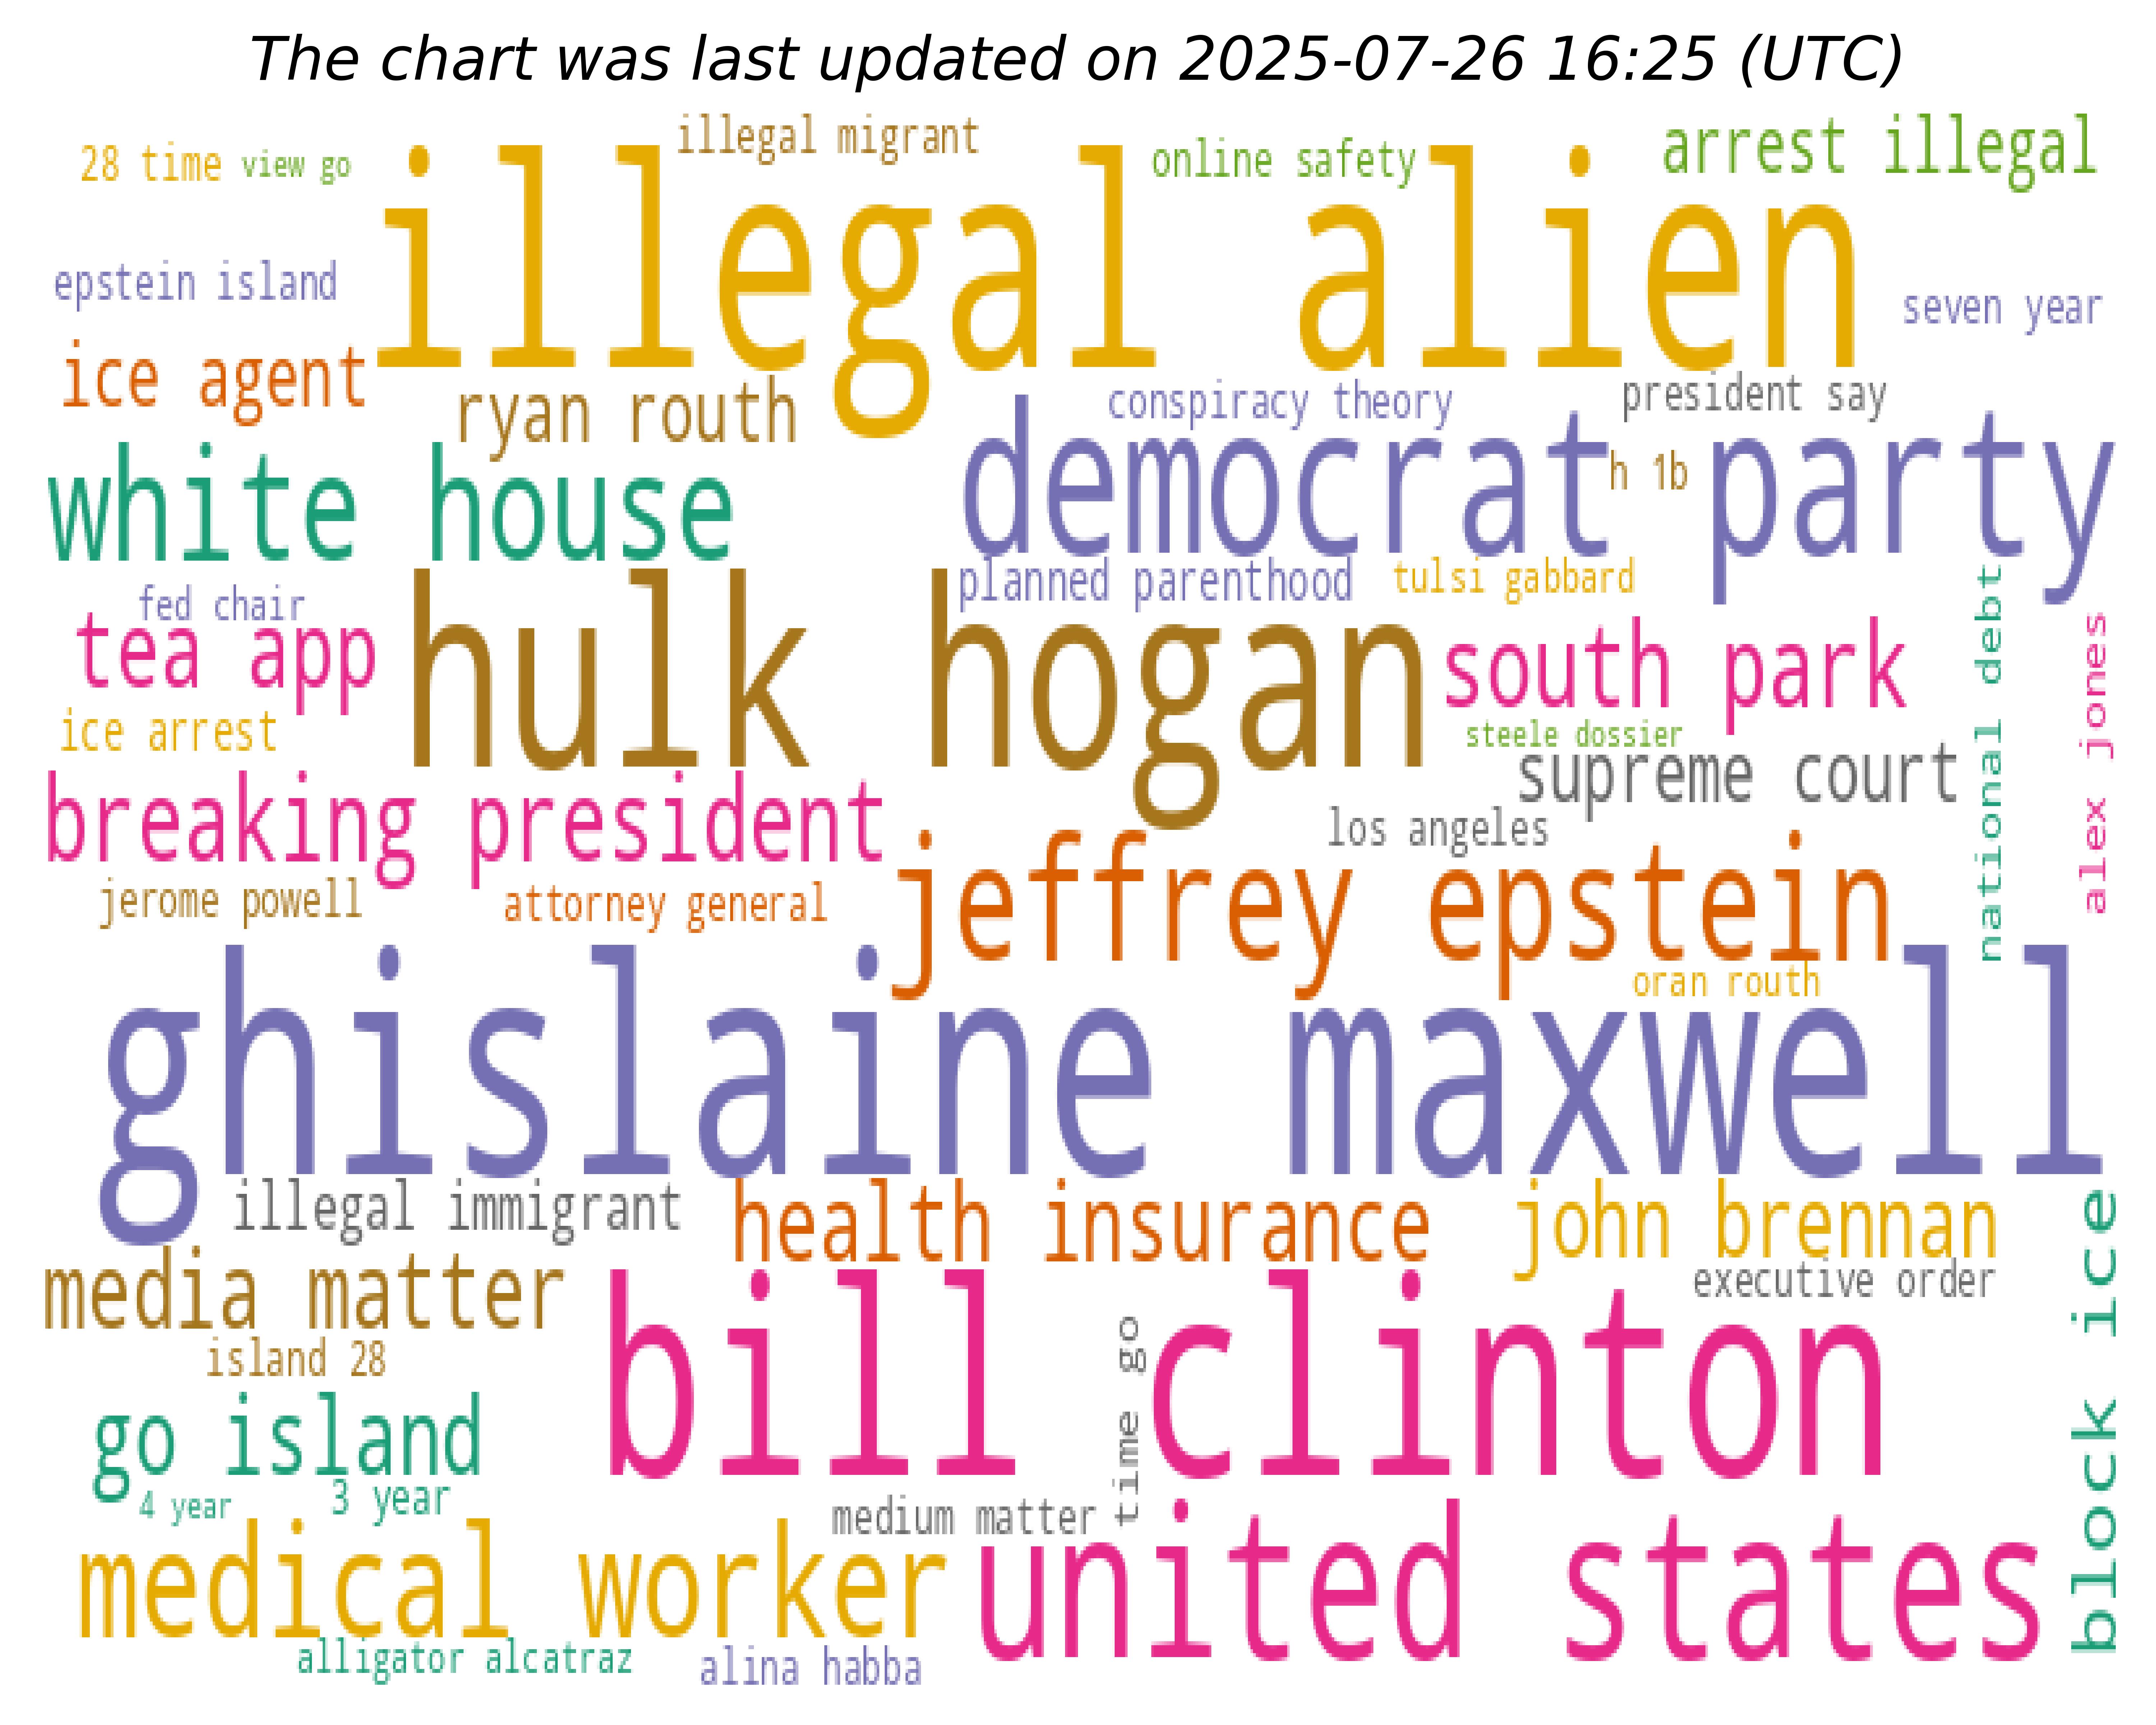 The chart was last updated on 2025-07-26 16:25 (UTC)
illegal migrant
28 time
view go
online safety
arrest illegal
illegal alien
epstein island
seven year
ice agent
ryan routh
conspiracy theory
president say
white house
democrat party
h 1b
planned parenthood
tulsi gabbard
fed chair
tea app
hulk hogan
south park
national debt
alex jones
ice arrest
steele dossier
supreme court
breaking president
los angeles
jerome powell
attorney general
jeffrey epstein
oran routh
ghislaine maxwell
illegal immigrant
health insurance
john brennan
media matter
executive order
block ice
island 28
bill clinton
time go
go island
4 year
3 year
medium matter
medical worker
united states
alligator alcatraz
alina habba